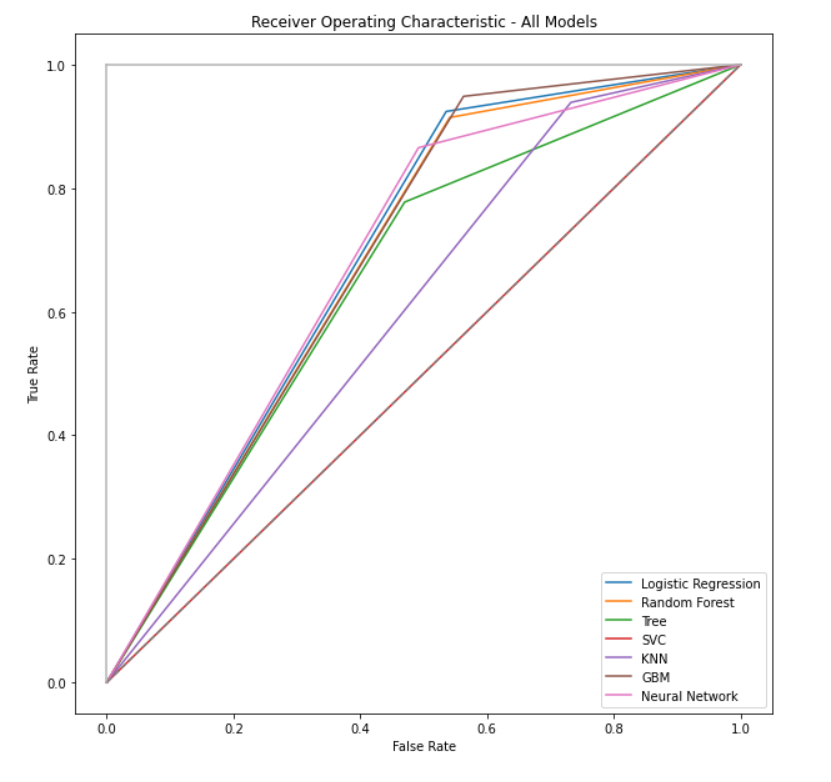 Receiver Operating Characteristic - All Models
1.0
0.8
0.6
0.4
0.2
0.0
True Rate
0.0 0.2 0.4 0.6 0.8 1.0
False Rate
Logistic Regression
Random Forest
Tree
SVC
KNN
GBM
Neural Network